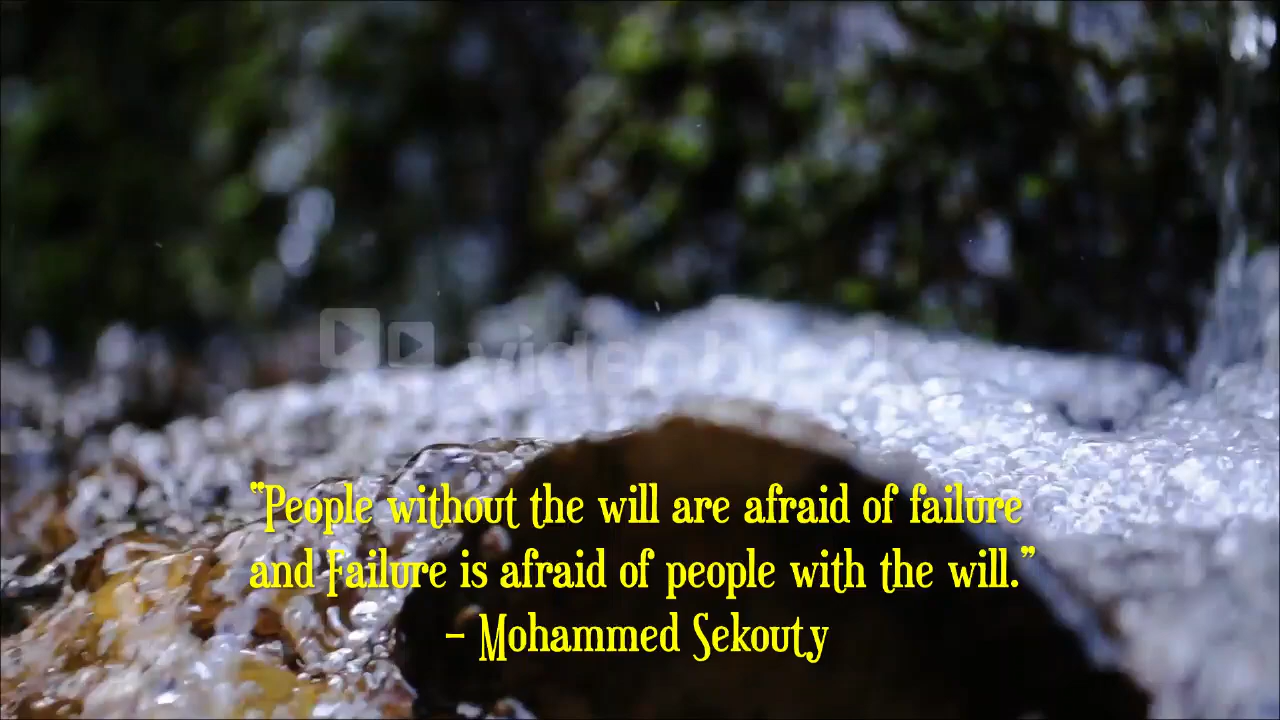 videoblocks
“People without the will are afraid of failure
and Failure is afraid of people with the will.”
- Mohammed Sekouty